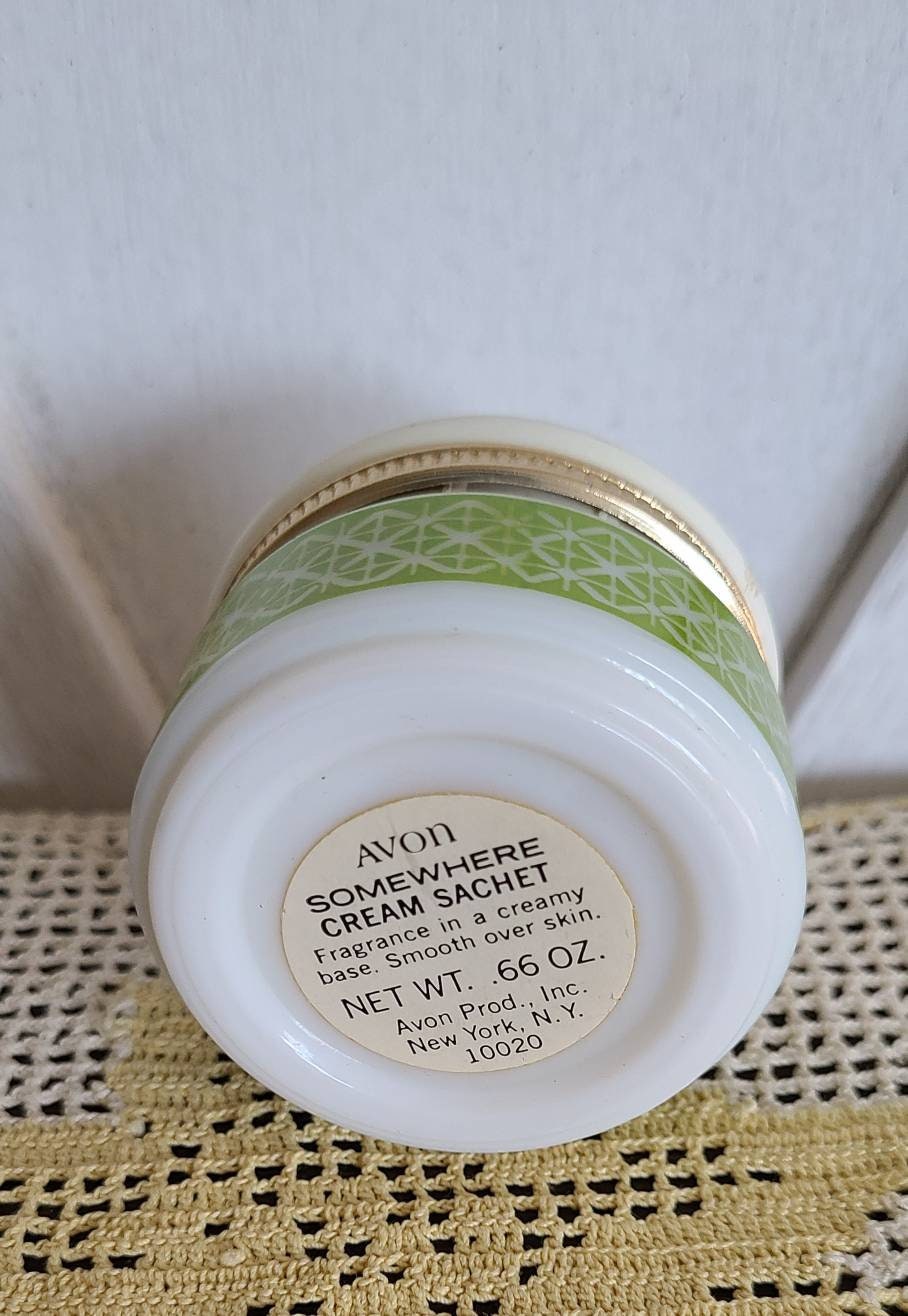 AVON
SOMEWHERE
CREAM SACHET
Fragrance in a creamy
base. Smooth over skin.
NET WT. .66 OZ.
Avon Prod., Inc.
New York, N.Y.
10020